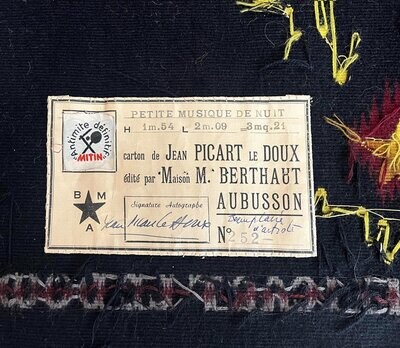 PETITE MUSIQUE DE NUIT
H 1m.54 L 2m.09 3mq.21
Antimite définitif
MITIN
carton de JEAN PICART LE DOUX
édité par "Maison M." BERTHAUT
AUBUSSON
B M
A
Signature Autographe
Jean Picart le Doux
Exemplaire
d'artiste
N° 252